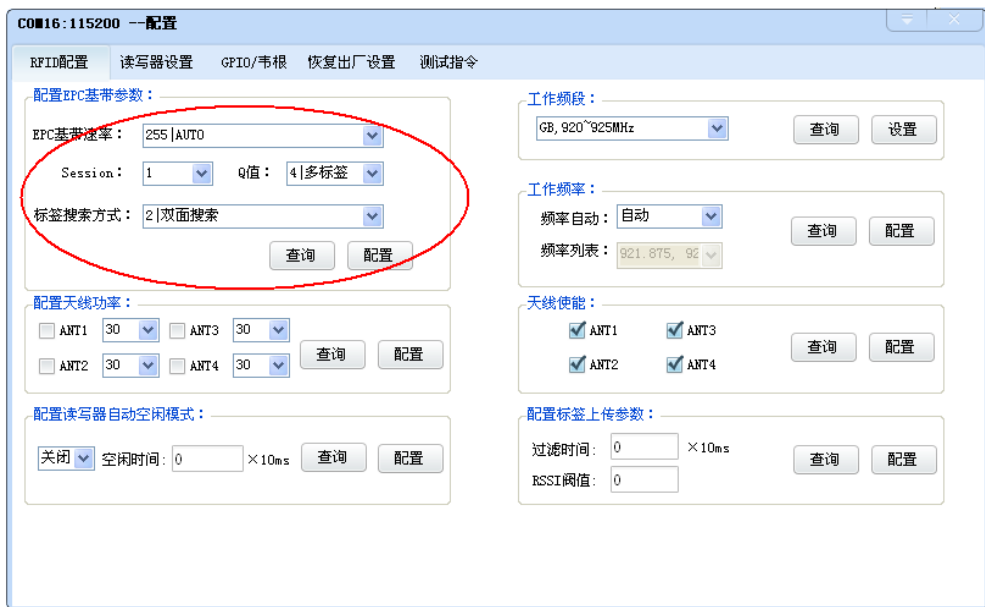 COM16:115200 --配置
RFID配置 读写器设置 GPIO/韦根 恢复出厂设置 测试指令
配置EPC基带参数：
EPC基带速率： 255|AUTO
Session： 1 Q值： 4|多标签
标签搜索方式： 2|双面搜索
查询 配置
工作频段：
GB,920~925MHz 查询 设置
工作频率：
频率自动： 自动
频率列表： 921.875, 92
查询 配置
配置天线功率：
ANT1 30 ANT3 30
ANT2 30 ANT4 30
查询 配置
天线使能：
ANT1 ANT3
ANT2 ANT4
查询 配置
配置读写器自动空闲模式：
关闭 空闲时间: 0 ×10ms 查询 配置
配置标签上传参数：
过滤时间: 0 ×10ms
RSSI阀值: 0
查询 配置